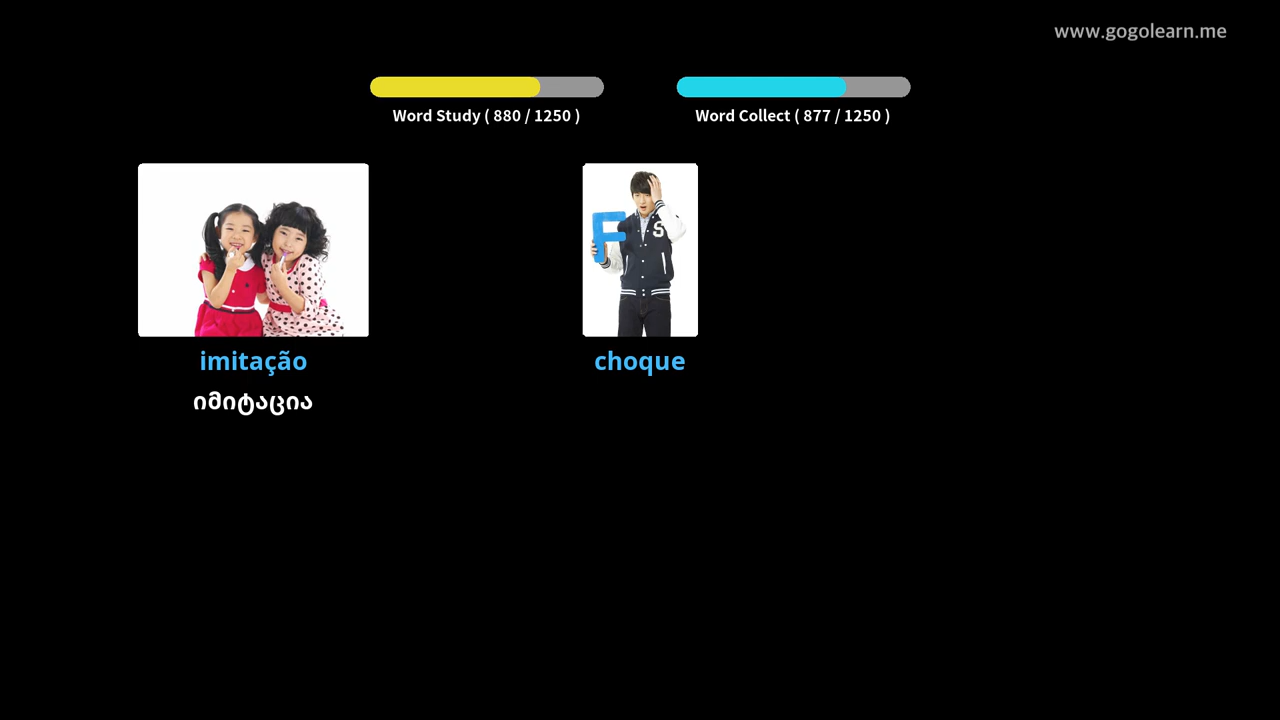 www.gogolearn.me
Word Study ( 880 / 1250 )
Word Collect ( 877 / 1250 )
F
S
imitação
choque
იმიტაცია